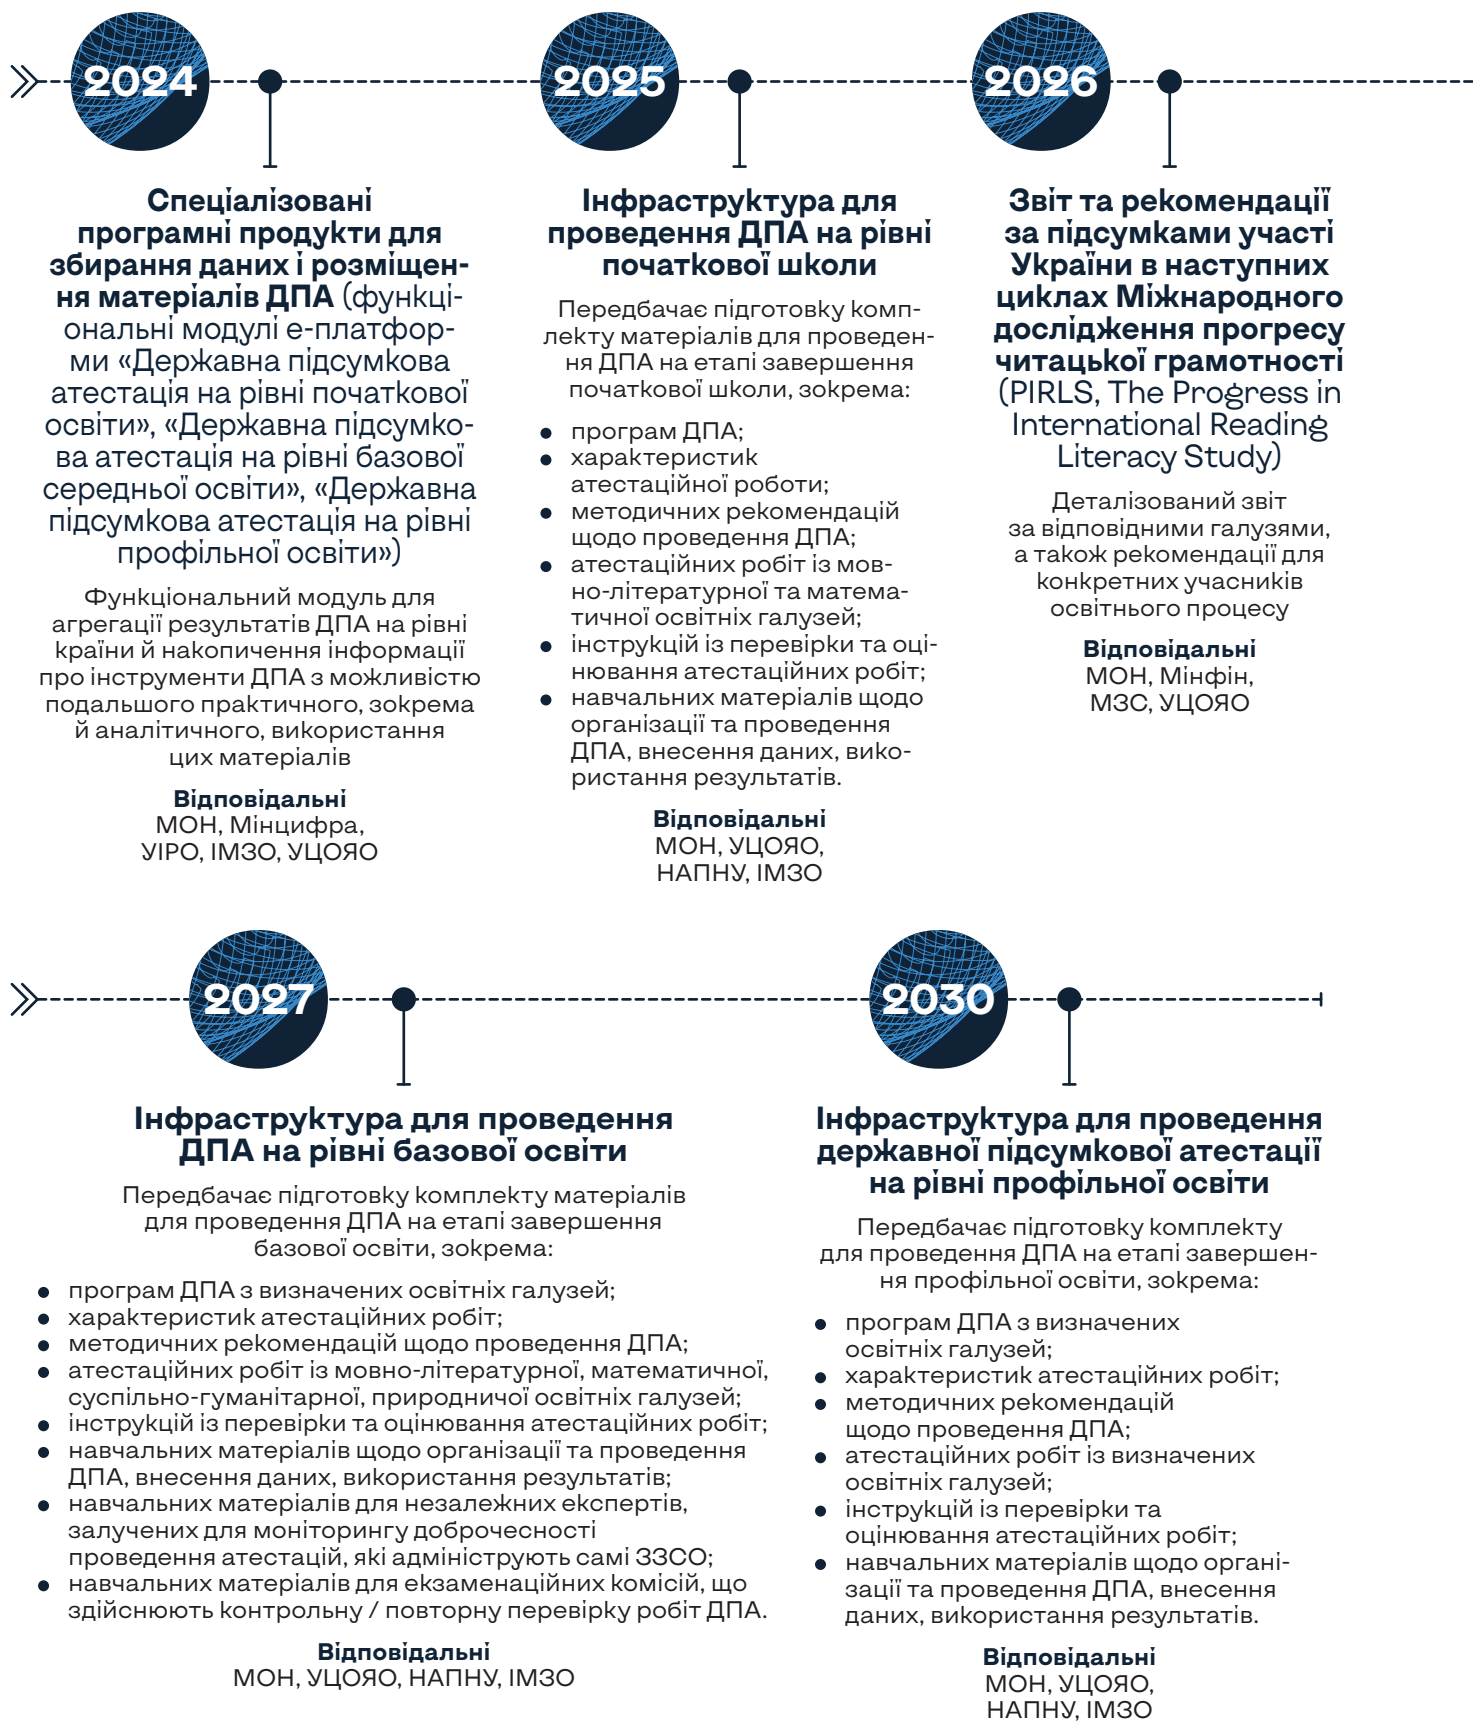 2024
Спеціалізовані
програмні продукти для
збирання даних і розміщен-
ня матеріалів ДПА (функці-
ональні модулі е-платфор-
ми «Державна підсумкова
атестація на рівні початкової
освіти», «Державна підсумко-
ва атестація на рівні базової
середньої освіти», «Державна
підсумкова атестація на рівні
профільної освіти»)
Функціональний модуль для
агрегації результатів ДПА на рівні
країни й накопичення інформації
про інструменти ДПА з можливістю
подальшого практичного, зокрема
й аналітичного, використання
цих матеріалів
Відповідальні
МОН, Мінцифра,
УІРО, ІМЗО, УЦОЯО
2025
Інфраструктура для
проведення ДПА на рівні
початкової школи
Передбачає підготовку комп-
лекту матеріалів для проведен-
ня ДПА на етапі завершення
початкової школи, зокрема:
• програм ДПА;
• характеристик
атестаційної роботи;
• методичних рекомендацій
щодо проведення ДПА;
• атестаційних робіт із мов-
но-літературної та матема-
тичної освітніх галузей;
• інструкцій із перевірки та оці-
нювання атестаційних робіт;
• навчальних матеріалів щодо
організації та проведення
ДПА, внесення даних, вико-
ристання результатів.
Відповідальні
МОН, УЦОЯО,
НАПНУ, ІМЗО
2026
Звіт та рекомендації
за підсумками участі
України в наступних
циклах Міжнародного
дослідження прогресу
читацької грамотності
(PIRLS, The Progress in
International Reading
Literacy Study)
Деталізований звіт
за відповідними галузями,
а також рекомендації для
конкретних учасників
освітнього процесу
Відповідальні
МОН, Мінфін,
МЗС, УЦОЯО
2027
Інфраструктура для проведення
ДПА на рівні базової освіти
Передбачає підготовку комплекту матеріалів
для проведення ДПА на етапі завершення
базової освіти, зокрема:
• програм ДПА з визначених освітніх галузей;
• характеристик атестаційних робіт;
• методичних рекомендацій щодо проведення ДПА;
• атестаційних робіт із мовно-літературної, математичної,
суспільно-гуманітарної, природничої освітніх галузей;
• інструкцій із перевірки та оцінювання атестаційних робіт;
• навчальних матеріалів щодо організації та проведення
ДПА, внесення даних, використання результатів;
• навчальних матеріалів для незалежних експертів,
залучених для моніторингу доброчесності
проведення атестацій, які адмініструють самі ЗЗСО;
• навчальних матеріалів для екзаменаційних комісій, що
здійснюють контрольну / повторну перевірку робіт ДПА.
Відповідальні
МОН, УЦОЯО, НАПНУ, ІМЗО
2030
Інфраструктура для проведення
державної підсумкової атестації
на рівні профільної освіти
Передбачає підготовку комплекту
для проведення ДПА на етапі завершен-
ня профільної освіти, зокрема:
• програм ДПА з визначених
освітніх галузей;
• характеристик атестаційних робіт;
• методичних рекомендацій
щодо проведення ДПА;
• атестаційних робіт із визначених
освітніх галузей;
• інструкцій із перевірки та
оцінювання атестаційних робіт;
• навчальних матеріалів щодо органі-
зації та проведення ДПА, внесення
даних, використання результатів.
Відповідальні
МОН, УЦОЯО,
НАПНУ, ІМЗО